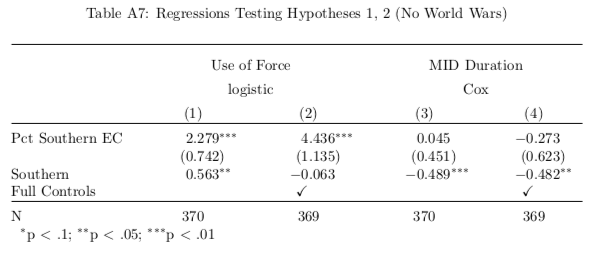 Table A7: Regressions Testing Hypotheses 1, 2 (No World Wars)
Use of Force MID Duration
logistic Cox
(1) (2) (3) (4)
Pct Southern EC 2.279*** 4.436*** 0.045 −0.273
(0.742) (1.135) (0.451) (0.623)
Southern 0.563** −0.063 −0.489*** −0.482**
Full Controls ✓ ✓
N 370 369 370 369
*p < .1; **p < .05; ***p < .01